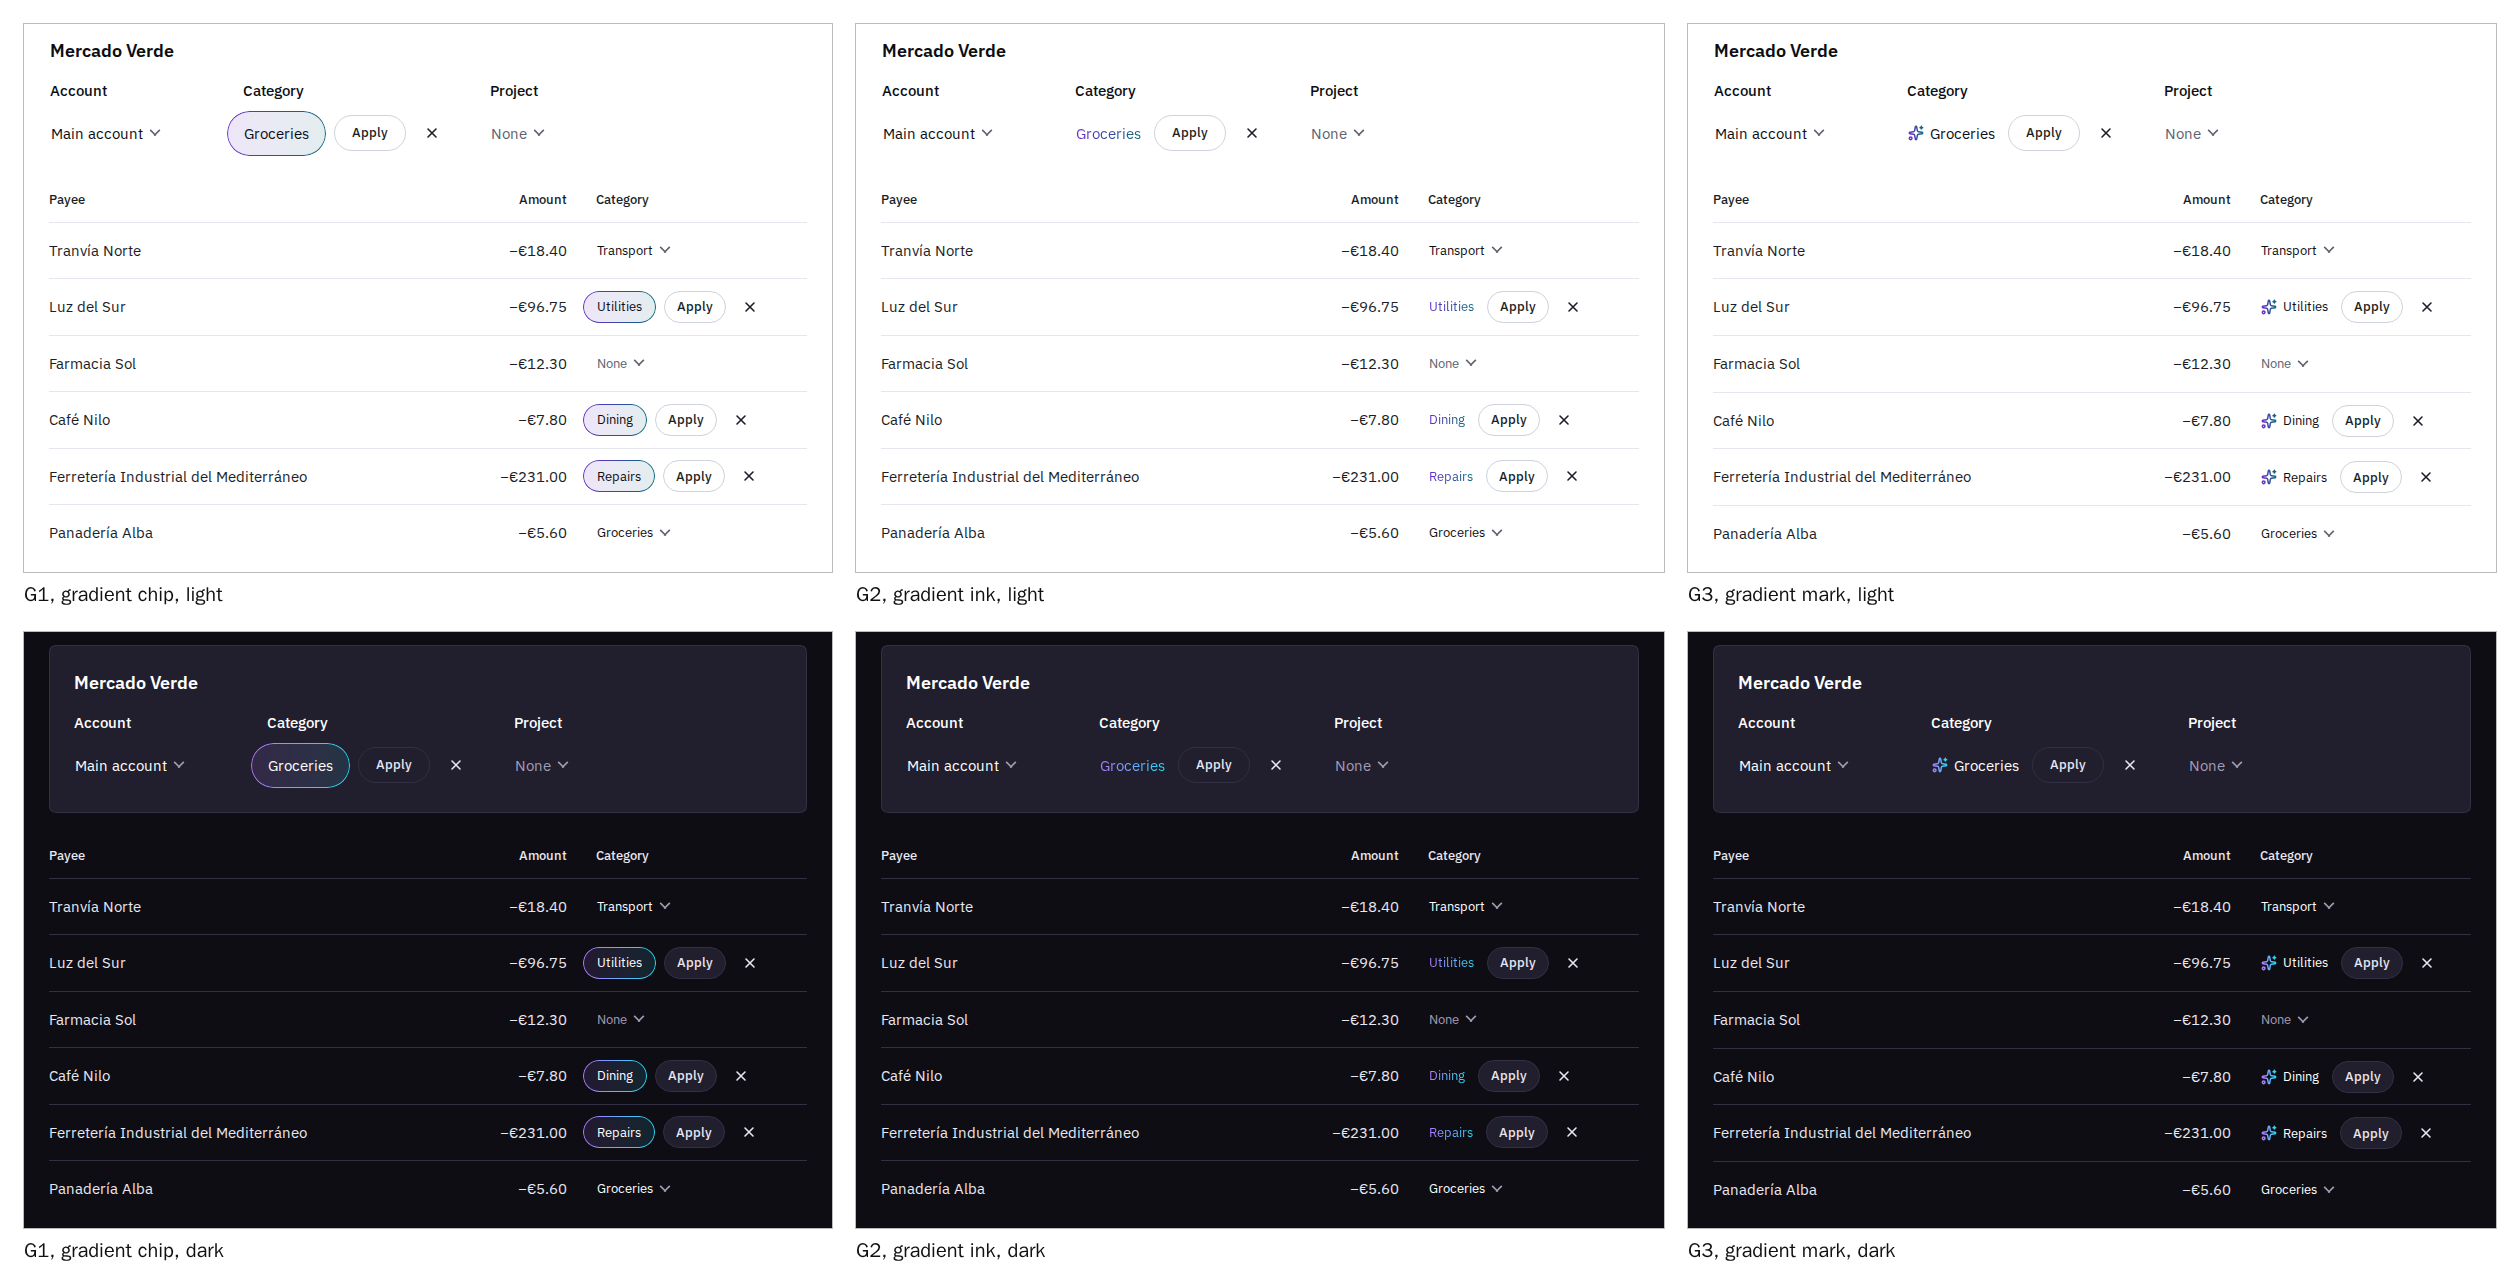 Mercado Verde
Account Category Project
Main account Groceries Apply × None
Payee Amount Category
Tranvía Norte −€18.40 Transport
Luz del Sur −€96.75 Utilities Apply ×
Farmacia Sol −€12.30 None
Café Nilo −€7.80 Dining Apply ×
Ferretería Industrial del Mediterráneo −€231.00 Repairs Apply ×
Panadería Alba −€5.60 Groceries
G1, gradient chip, light
Mercado Verde
Account Category Project
Main account Groceries Apply × None
Payee Amount Category
Tranvía Norte −€18.40 Transport
Luz del Sur −€96.75 Utilities Apply ×
Farmacia Sol −€12.30 None
Café Nilo −€7.80 Dining Apply ×
Ferretería Industrial del Mediterráneo −€231.00 Repairs Apply ×
Panadería Alba −€5.60 Groceries
G2, gradient ink, light
Mercado Verde
Account Category Project
Main account Groceries Apply × None
Payee Amount Category
Tranvía Norte −€18.40 Transport
Luz del Sur −€96.75 Utilities Apply ×
Farmacia Sol −€12.30 None
Café Nilo −€7.80 Dining Apply ×
Ferretería Industrial del Mediterráneo −€231.00 Repairs Apply ×
Panadería Alba −€5.60 Groceries
G3, gradient mark, light
Mercado Verde
Account Category Project
Main account Groceries Apply × None
Payee Amount Category
Tranvía Norte −€18.40 Transport
Luz del Sur −€96.75 Utilities Apply ×
Farmacia Sol −€12.30 None
Café Nilo −€7.80 Dining Apply ×
Ferretería Industrial del Mediterráneo −€231.00 Repairs Apply ×
Panadería Alba −€5.60 Groceries
G1, gradient chip, dark
Mercado Verde
Account Category Project
Main account Groceries Apply × None
Payee Amount Category
Tranvía Norte −€18.40 Transport
Luz del Sur −€96.75 Utilities Apply ×
Farmacia Sol −€12.30 None
Café Nilo −€7.80 Dining Apply ×
Ferretería Industrial del Mediterráneo −€231.00 Repairs Apply ×
Panadería Alba −€5.60 Groceries
G2, gradient ink, dark
Mercado Verde
Account Category Project
Main account Groceries Apply × None
Payee Amount Category
Tranvía Norte −€18.40 Transport
Luz del Sur −€96.75 Utilities Apply ×
Farmacia Sol −€12.30 None
Café Nilo −€7.80 Dining Apply ×
Ferretería Industrial del Mediterráneo −€231.00 Repairs Apply ×
Panadería Alba −€5.60 Groceries
G3, gradient mark, dark